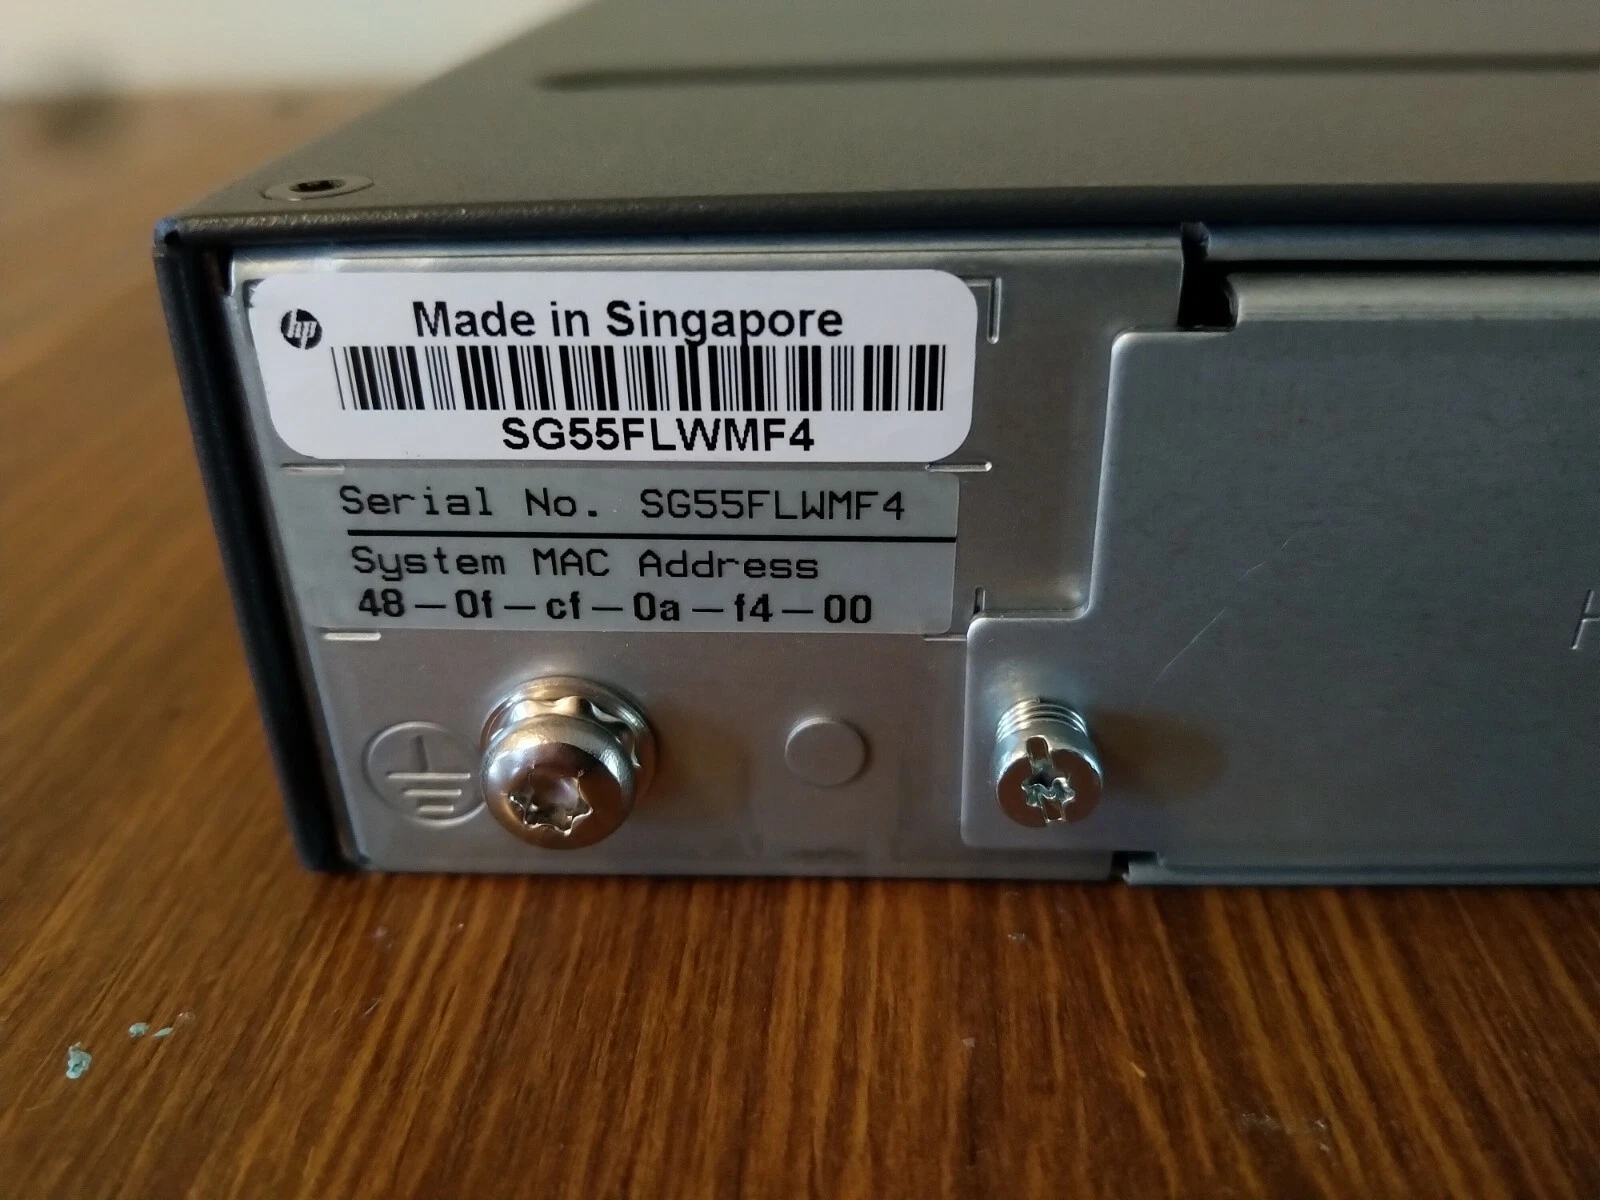 hp
Made in Singapore
SG55FLWMF4
Serial No. SG55FLWMF4
System MAC Address
48-0f-cf-0a-f4-00